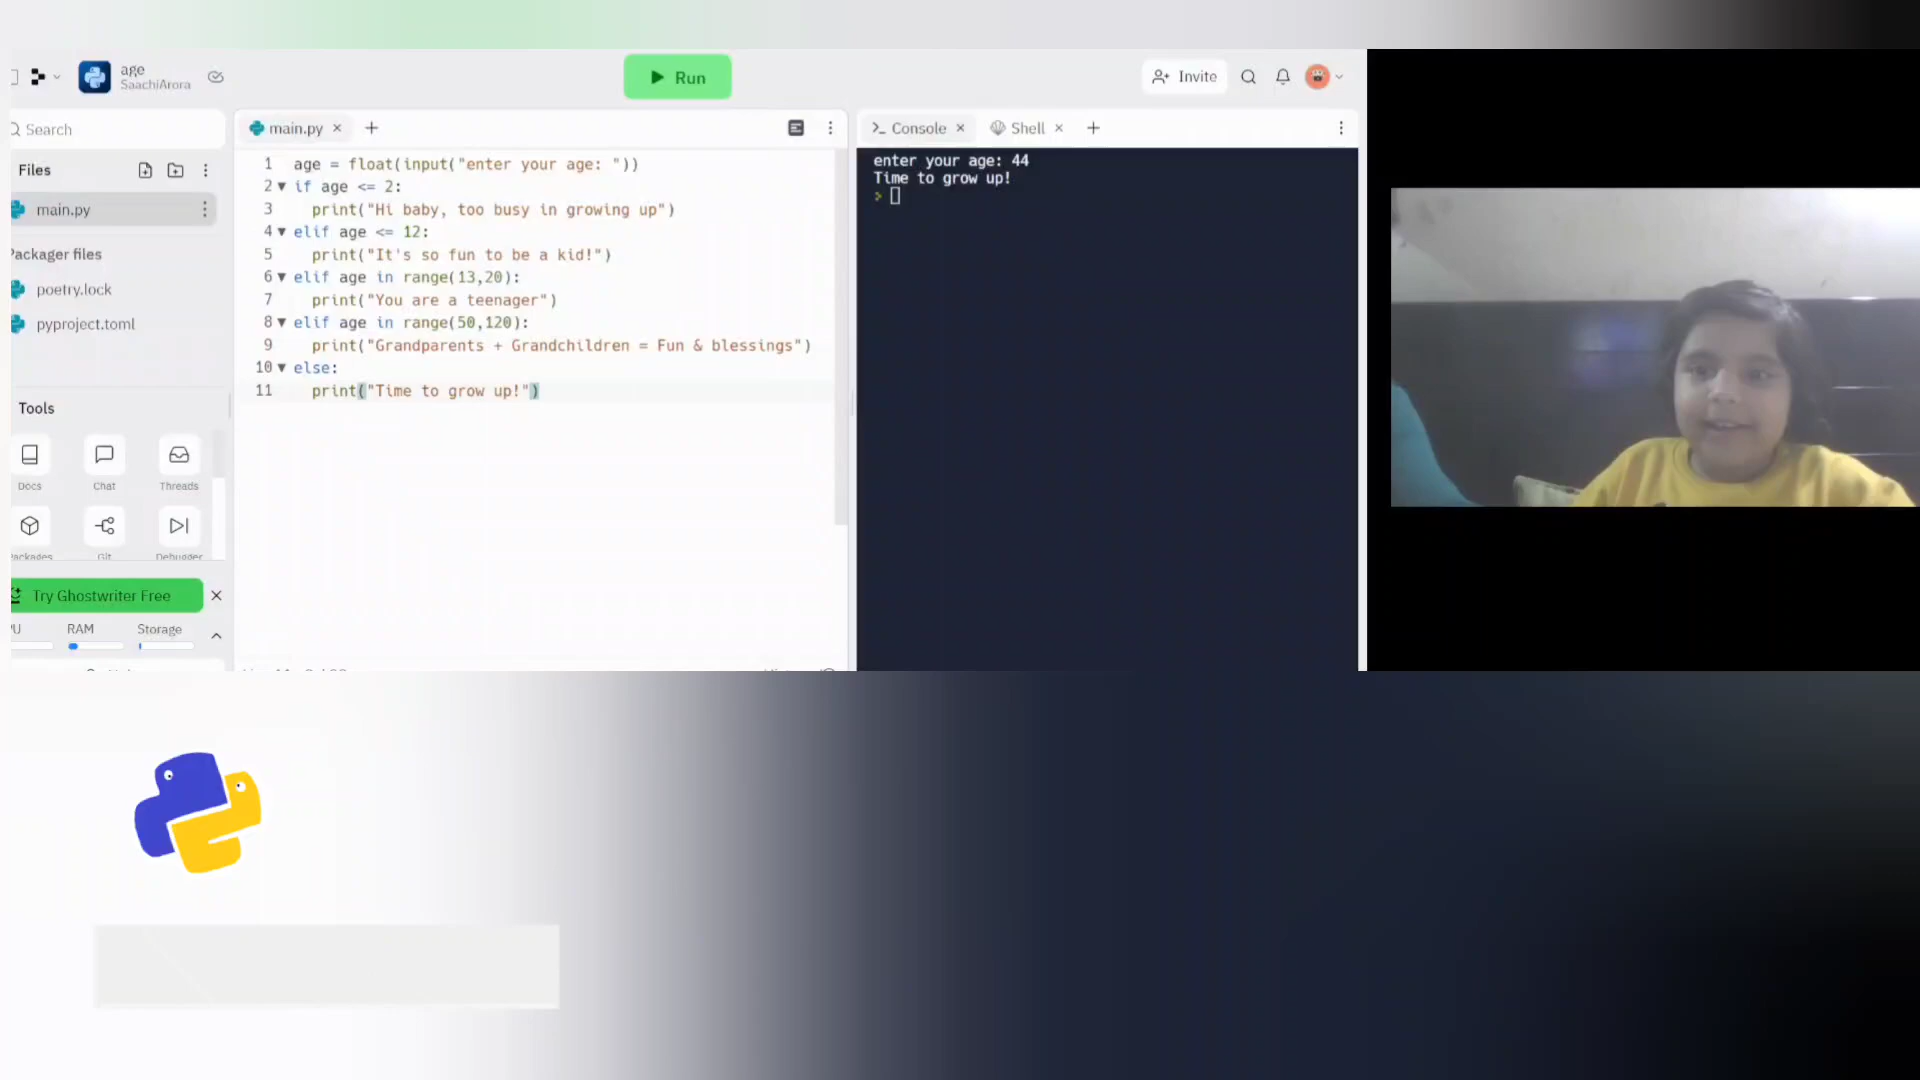 age
SaachiArora
Run
Invite
Search
Files
main.py
Packager files
poetry.lock
pyproject.toml
Tools
Docs
Chat
Threads
Packages
Git
Debugger
Try Ghostwriter Free
RAM
Storage
main.py
1 age = float(input("enter your age: "))
2 if age <= 2:
3 print("Hi baby, too busy in growing up")
4 elif age <= 12:
5 print("It's so fun to be a kid!")
6 elif age in range(13,20):
7 print("You are a teenager")
8 elif age in range(50,120):
9 print("Grandparents + Grandchildren = Fun & blessings")
10 else:
11 print("Time to grow up!")
Console
Shell
enter your age: 44
Time to grow up!